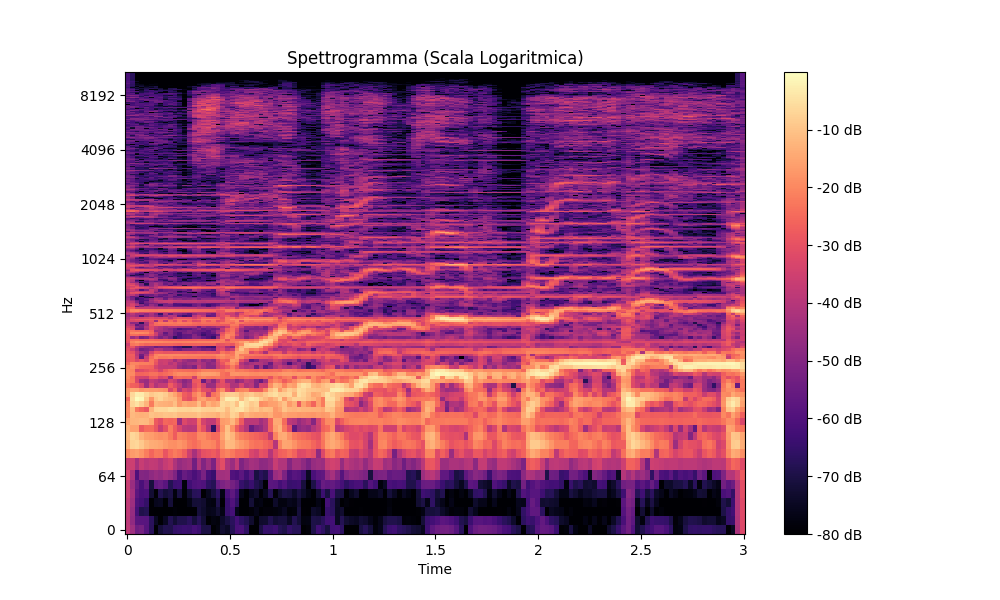 Spettrogramma (Scala Logaritmica)
Hz
8192
4096
2048
1024
512
256
128
64
0
0 0.5 1 1.5 2 2.5 3
Time
-10 dB
-20 dB
-30 dB
-40 dB
-50 dB
-60 dB
-70 dB
-80 dB